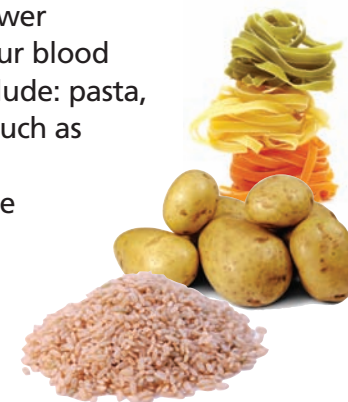 wer
ur blood
lude: pasta,
uch as
e